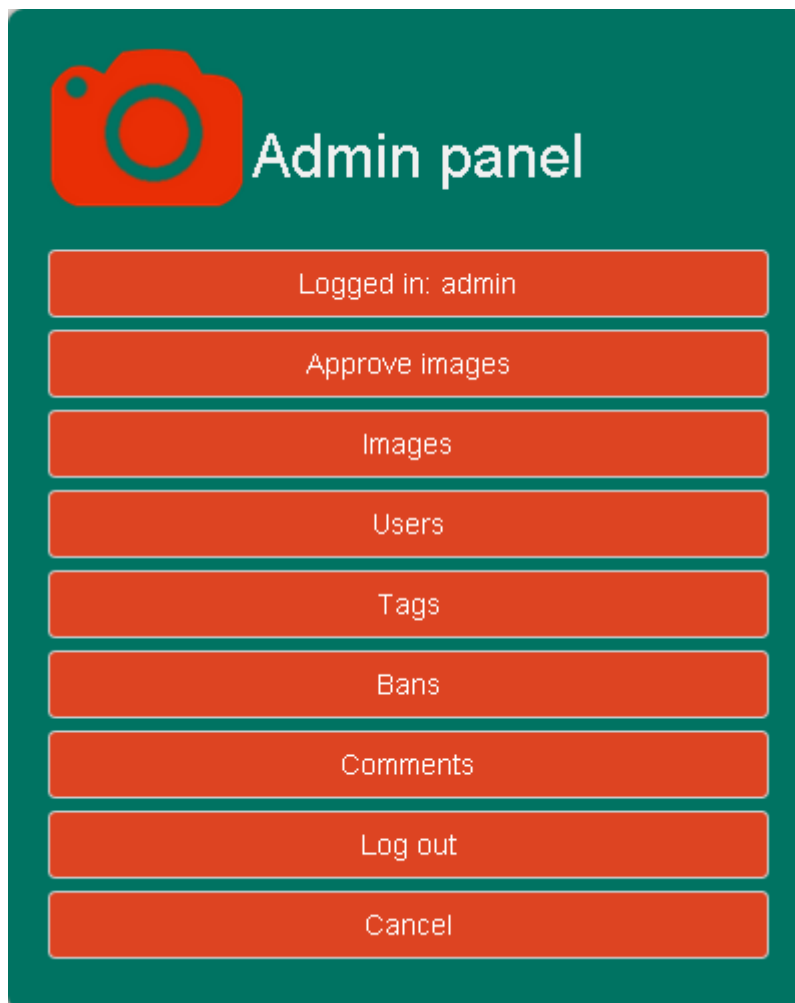 Admin panel
Logged in: admin
Approve images
Images
Users
Tags
Bans
Comments
Log out
Cancel